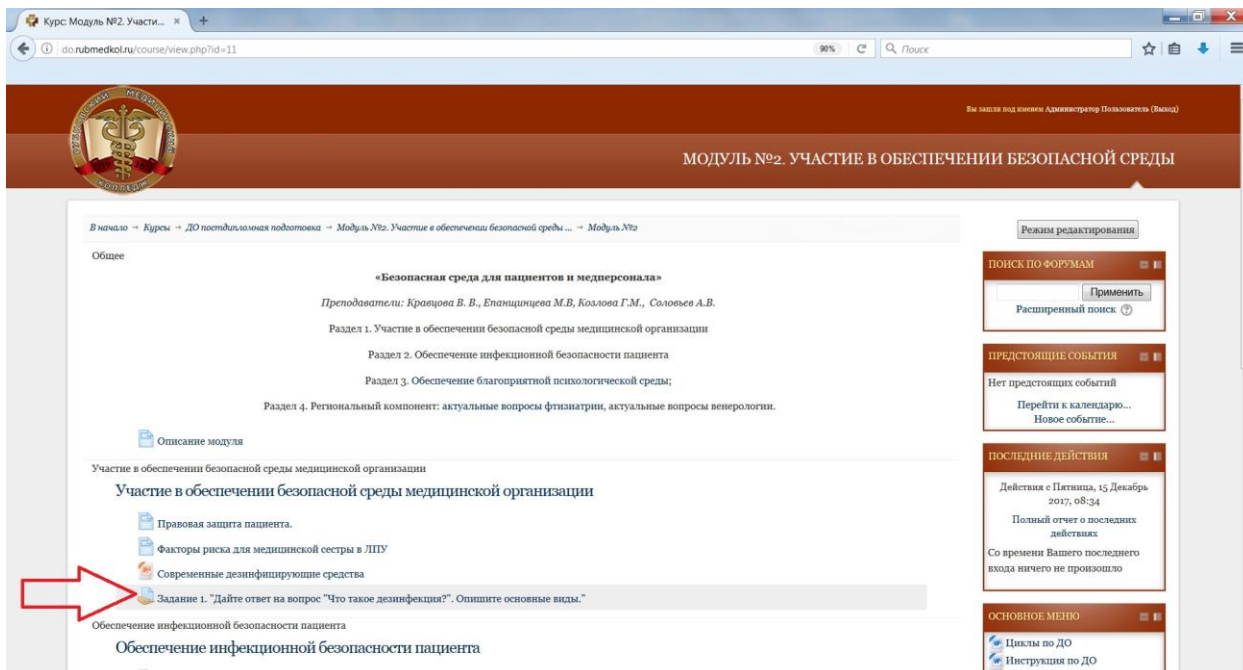 Курс: Модуль №2. Участи... × +
do.rubmedkol.ru/course/view.php?id=11 90% Поиск
РУБЦОВСКИЙ МЕДИЦИНСКИЙ
КОЛЛЕДЖ
Вы зашли под именем Администратор Пользователь (Выход)
МОДУЛЬ №2. УЧАСТИЕ В ОБЕСПЕЧЕНИИ БЕЗОПАСНОЙ СРЕДЫ
В начало → Курсы → ДО постдипломная подготовка → Модуль №2. Участие в обеспечении безопасной среды ... → Модуль №2
Режим редактирования
Общее
«Безопасная среда для пациентов и медперсонала»
Преподаватели: Кравцова В. В., Епанщинцева М.В, Козлова Г.М., Соловьев А.В.
Раздел 1. Участие в обеспечении безопасной среды медицинской организации
Раздел 2. Обеспечение инфекционной безопасности пациента
Раздел 3. Обеспечение благоприятной психологической среды;
Раздел 4. Региональный компонент: актуальные вопросы фтизиатрии, актуальные вопросы венерологии.
Описание модуля
Участие в обеспечении безопасной среды медицинской организации
Участие в обеспечении безопасной среды медицинской организации
Правовая защита пациента.
Факторы риска для медицинской сестры в ЛПУ
Современные дезинфицирующие средства
Задание 1. "Дайте ответ на вопрос "Что такое дезинфекция?". Опишите основные виды."
Обеспечение инфекционной безопасности пациента
Обеспечение инфекционной безопасности пациента
ПОИСК ПО ФОРУМАМ
Применить
Расширенный поиск ?
ПРЕДСТОЯЩИЕ СОБЫТИЯ
Нет предстоящих событий
Перейти к календарю...
Новое событие...
ПОСЛЕДНИЕ ДЕЙСТВИЯ
Действия с Пятница, 15 Декабрь
2017, 08:34
Полный отчет о последних
действиях
Со времени Вашего последнего
входа ничего не произошло
ОСНОВНОЕ МЕНЮ
Циклы по ДО
Инструкция по ДО